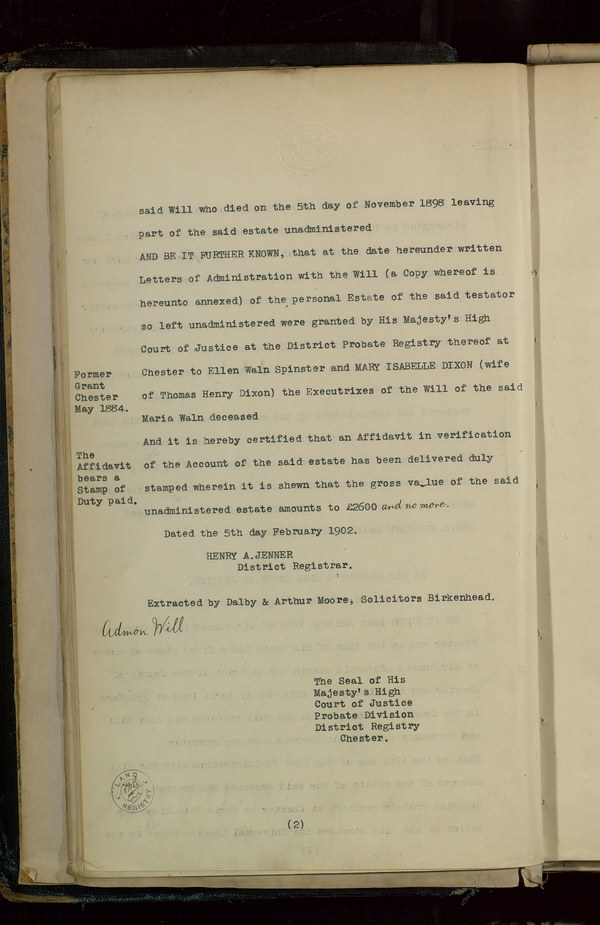 said Will who died on the 5th day of November 1898 leaving
part of the said estate unadministered
AND BE IT FURTHER KNOWN, that at the date hereunder written
Letters of Administration with the Will (a Copy whereof is
hereunto annexed) of the personal Estate of the said testator
so left unadministered were granted by His Majesty's High
Court of Justice at the District Probate Registry thereof at
Former
Grant
Chester
May 1884.
Chester to Ellen Waln Spinster and MARY ISABELLE DIXON (wife
of Thomas Henry Dixon) the Executrixes of the Will of the said
Maria Waln deceased
And it is hereby certified that an Affidavit in verification
The
Affidavit
bears a
Stamp of
Duty paid.
of the Account of the said estate has been delivered duly
stamped wherein it is shewn that the gross va_lue of the said
unadministered estate amounts to £2600 and no more.
Dated the 5th day February 1902.
HENRY A.JENNER
District Registrar.
Extracted by Dalby & Arthur Moore, Solicitors Birkenhead.
Admon Will
The Seal of His
Majesty's High
Court of Justice
Probate Division
District Registry
Chester.
LAND
REGISTRY
(2)